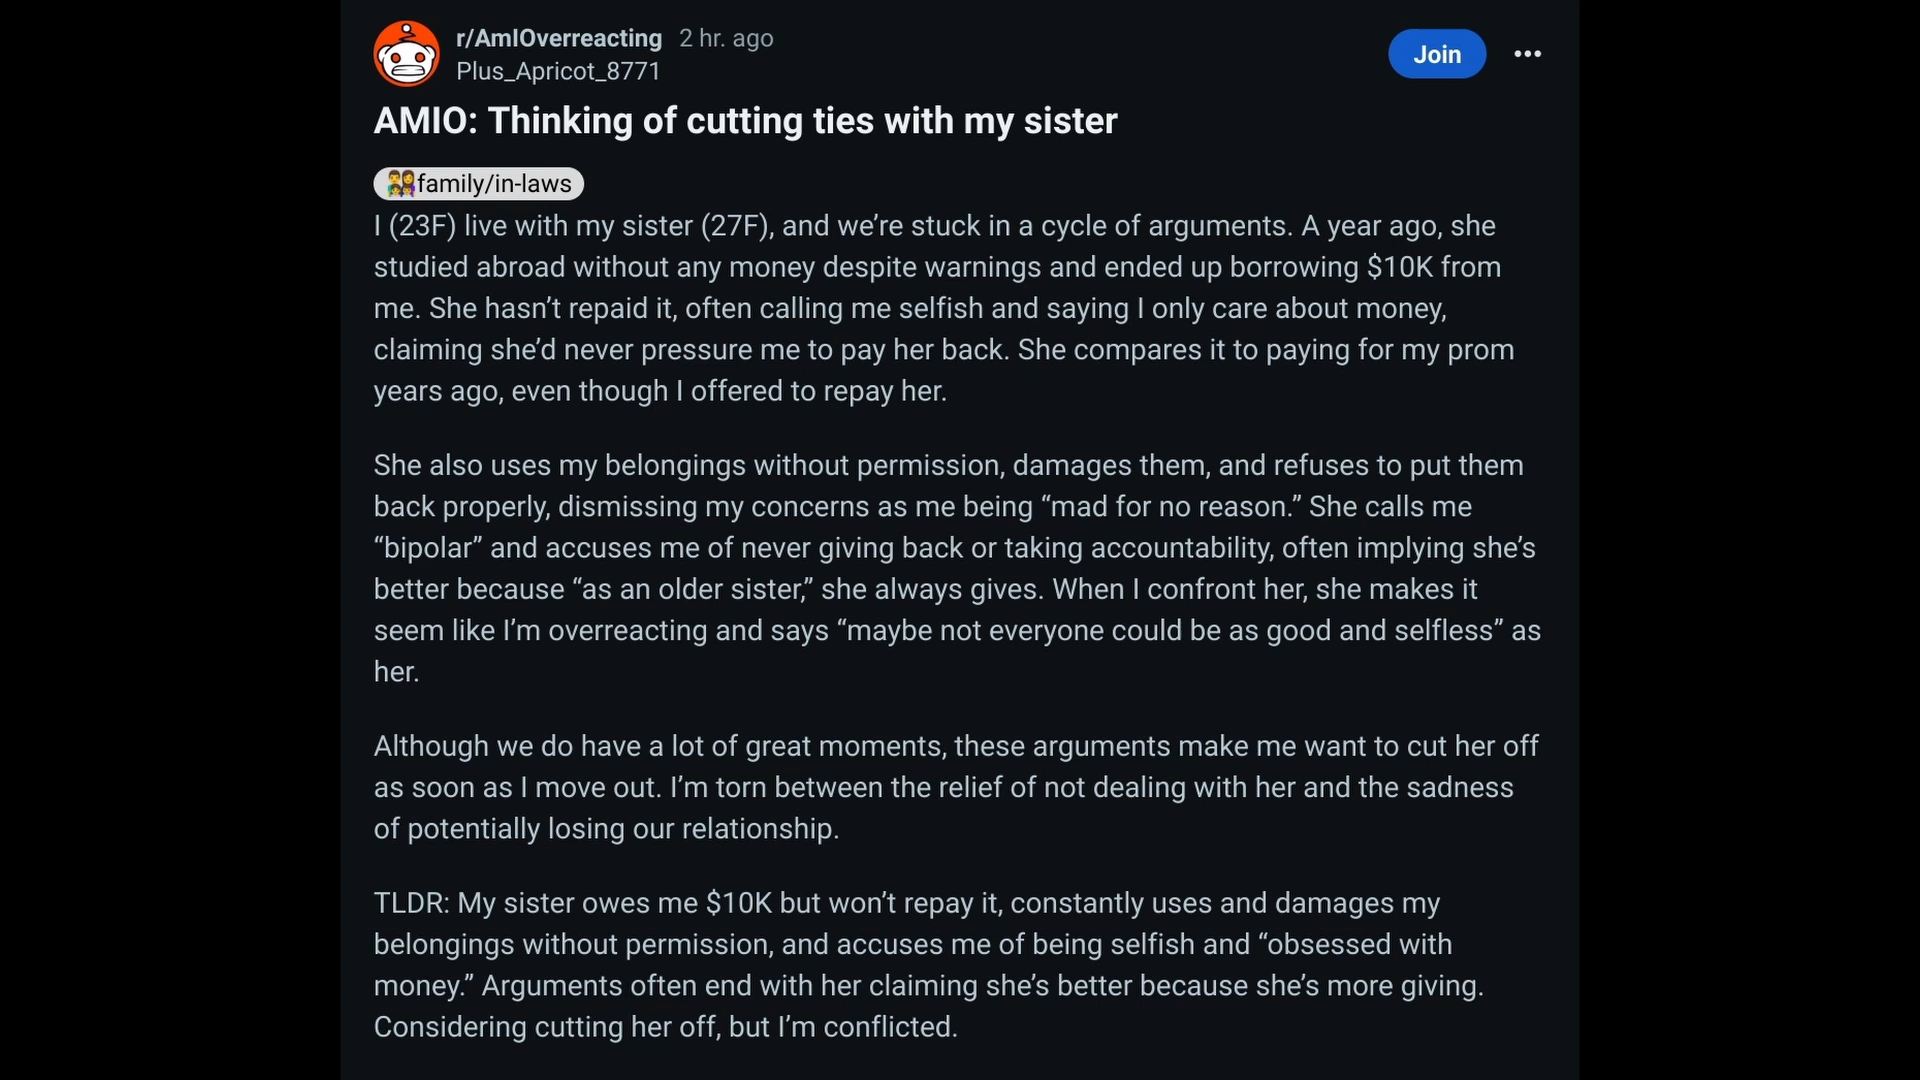 r/AmIOverreacting 2 hr. ago
Plus_Apricot_8771
Join
AMIO: Thinking of cutting ties with my sister
family/in-laws
I (23F) live with my sister (27F), and we’re stuck in a cycle of arguments. A year ago, she
studied abroad without any money despite warnings and ended up borrowing $10K from
me. She hasn’t repaid it, often calling me selfish and saying I only care about money,
claiming she’d never pressure me to pay her back. She compares it to paying for my prom
years ago, even though I offered to repay her.
She also uses my belongings without permission, damages them, and refuses to put them
back properly, dismissing my concerns as me being “mad for no reason.” She calls me
“bipolar” and accuses me of never giving back or taking accountability, often implying she’s
better because “as an older sister,” she always gives. When I confront her, she makes it
seem like I’m overreacting and says “maybe not everyone could be as good and selfless” as
her.
Although we do have a lot of great moments, these arguments make me want to cut her off
as soon as I move out. I’m torn between the relief of not dealing with her and the sadness
of potentially losing our relationship.
TLDR: My sister owes me $10K but won’t repay it, constantly uses and damages my
belongings without permission, and accuses me of being selfish and “obsessed with
money.” Arguments often end with her claiming she’s better because she’s more giving.
Considering cutting her off, but I’m conflicted.